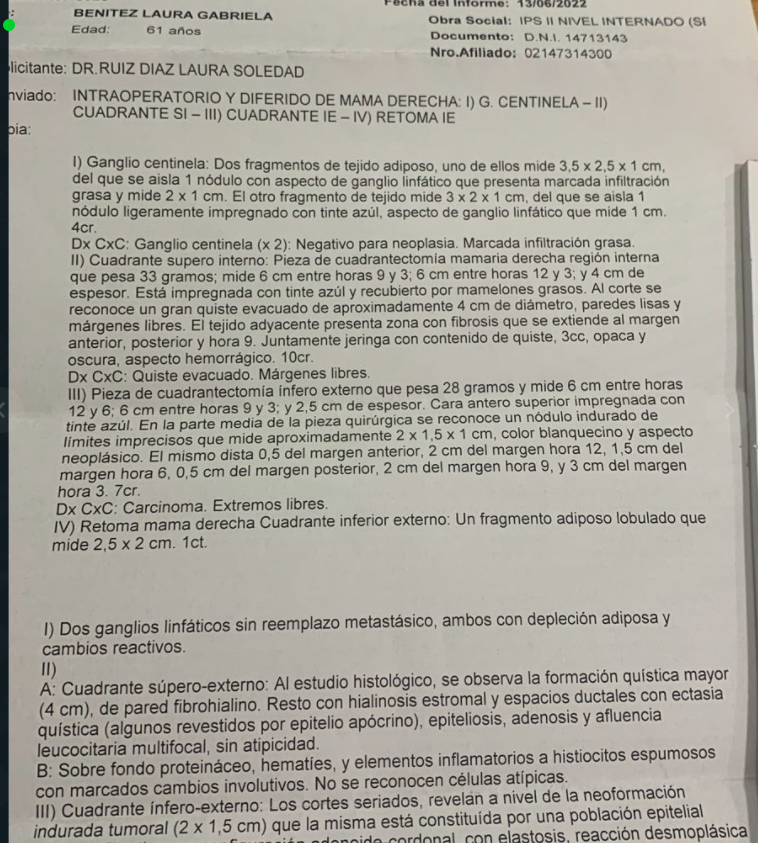 Fecha del Informe: 13/06/2022
BENITEZ LAURA GABRIELA
Obra Social: IPS II NIVEL INTERNADO (SI
Edad: 61 años
Documento: D.N.I. 14713143
Nro.Afiliado: 02147314300
licitante: DR.RUIZ DIAZ LAURA SOLEDAD
nviado: INTRAOPERATORIO Y DIFERIDO DE MAMA DERECHA: I) G. CENTINELA – II)
CUADRANTE SI – III) CUADRANTE IE – IV) RETOMA IE
pia:
I) Ganglio centinela: Dos fragmentos de tejido adiposo, uno de ellos mide 3,5 x 2,5 x 1 cm,
del que se aisla 1 nódulo con aspecto de ganglio linfático que presenta marcada infiltración
grasa y mide 2 x 1 cm. El otro fragmento de tejido mide 3 x 2 x 1 cm, del que se aisla 1
nódulo ligeramente impregnado con tinte azúl, aspecto de ganglio linfático que mide 1 cm.
4cr.
Dx CxC: Ganglio centinela (x 2): Negativo para neoplasia. Marcada infiltración grasa.
II) Cuadrante supero interno: Pieza de cuadrantectomía mamaria derecha región interna
que pesa 33 gramos; mide 6 cm entre horas 9 y 3; 6 cm entre horas 12 y 3; y 4 cm de
espesor. Está impregnada con tinte azúl y recubierto por mamelones grasos. Al corte se
reconoce un gran quiste evacuado de aproximadamente 4 cm de diámetro, paredes lisas y
márgenes libres. El tejido adyacente presenta zona con fibrosis que se extiende al margen
anterior, posterior y hora 9. Juntamente jeringa con contenido de quiste, 3cc, opaca y
oscura, aspecto hemorrágico. 10cr.
Dx CxC: Quiste evacuado. Márgenes libres.
III) Pieza de cuadrantectomía ínfero externo que pesa 28 gramos y mide 6 cm entre horas
12 y 6; 6 cm entre horas 9 y 3; y 2,5 cm de espesor. Cara antero superior impregnada con
tinte azúl. En la parte media de la pieza quirúrgica se reconoce un nódulo indurado de
límites imprecisos que mide aproximadamente 2 x 1,5 x 1 cm, color blanquecino y aspecto
neoplásico. El mismo dista 0,5 del margen anterior, 2 cm del margen hora 12, 1,5 cm del
margen hora 6, 0,5 cm del margen posterior, 2 cm del margen hora 9, y 3 cm del margen
hora 3. 7cr.
Dx CxC: Carcinoma. Extremos libres.
IV) Retoma mama derecha Cuadrante inferior externo: Un fragmento adiposo lobulado que
mide 2,5 x 2 cm. 1ct.
I) Dos ganglios linfáticos sin reemplazo metastásico, ambos con depleción adiposa y
cambios reactivos.
II)
A: Cuadrante súpero-externo: Al estudio histológico, se observa la formación quística mayor
(4 cm), de pared fibrohialino. Resto con hialinosis estromal y espacios ductales con ectasia
quística (algunos revestidos por epitelio apócrino), epiteliosis, adenosis y afluencia
leucocitaria multifocal, sin atipicidad.
B: Sobre fondo proteináceo, hematíes, y elementos inflamatorios a histiocitos espumosos
con marcados cambios involutivos. No se reconocen células atípicas.
III) Cuadrante ínfero-externo: Los cortes seriados, revelan a nivel de la neoformación
indurada tumoral (2 x 1,5 cm) que la misma está constituída por una población epitelial
cordonal, con elastosis, reacción desmoplásica